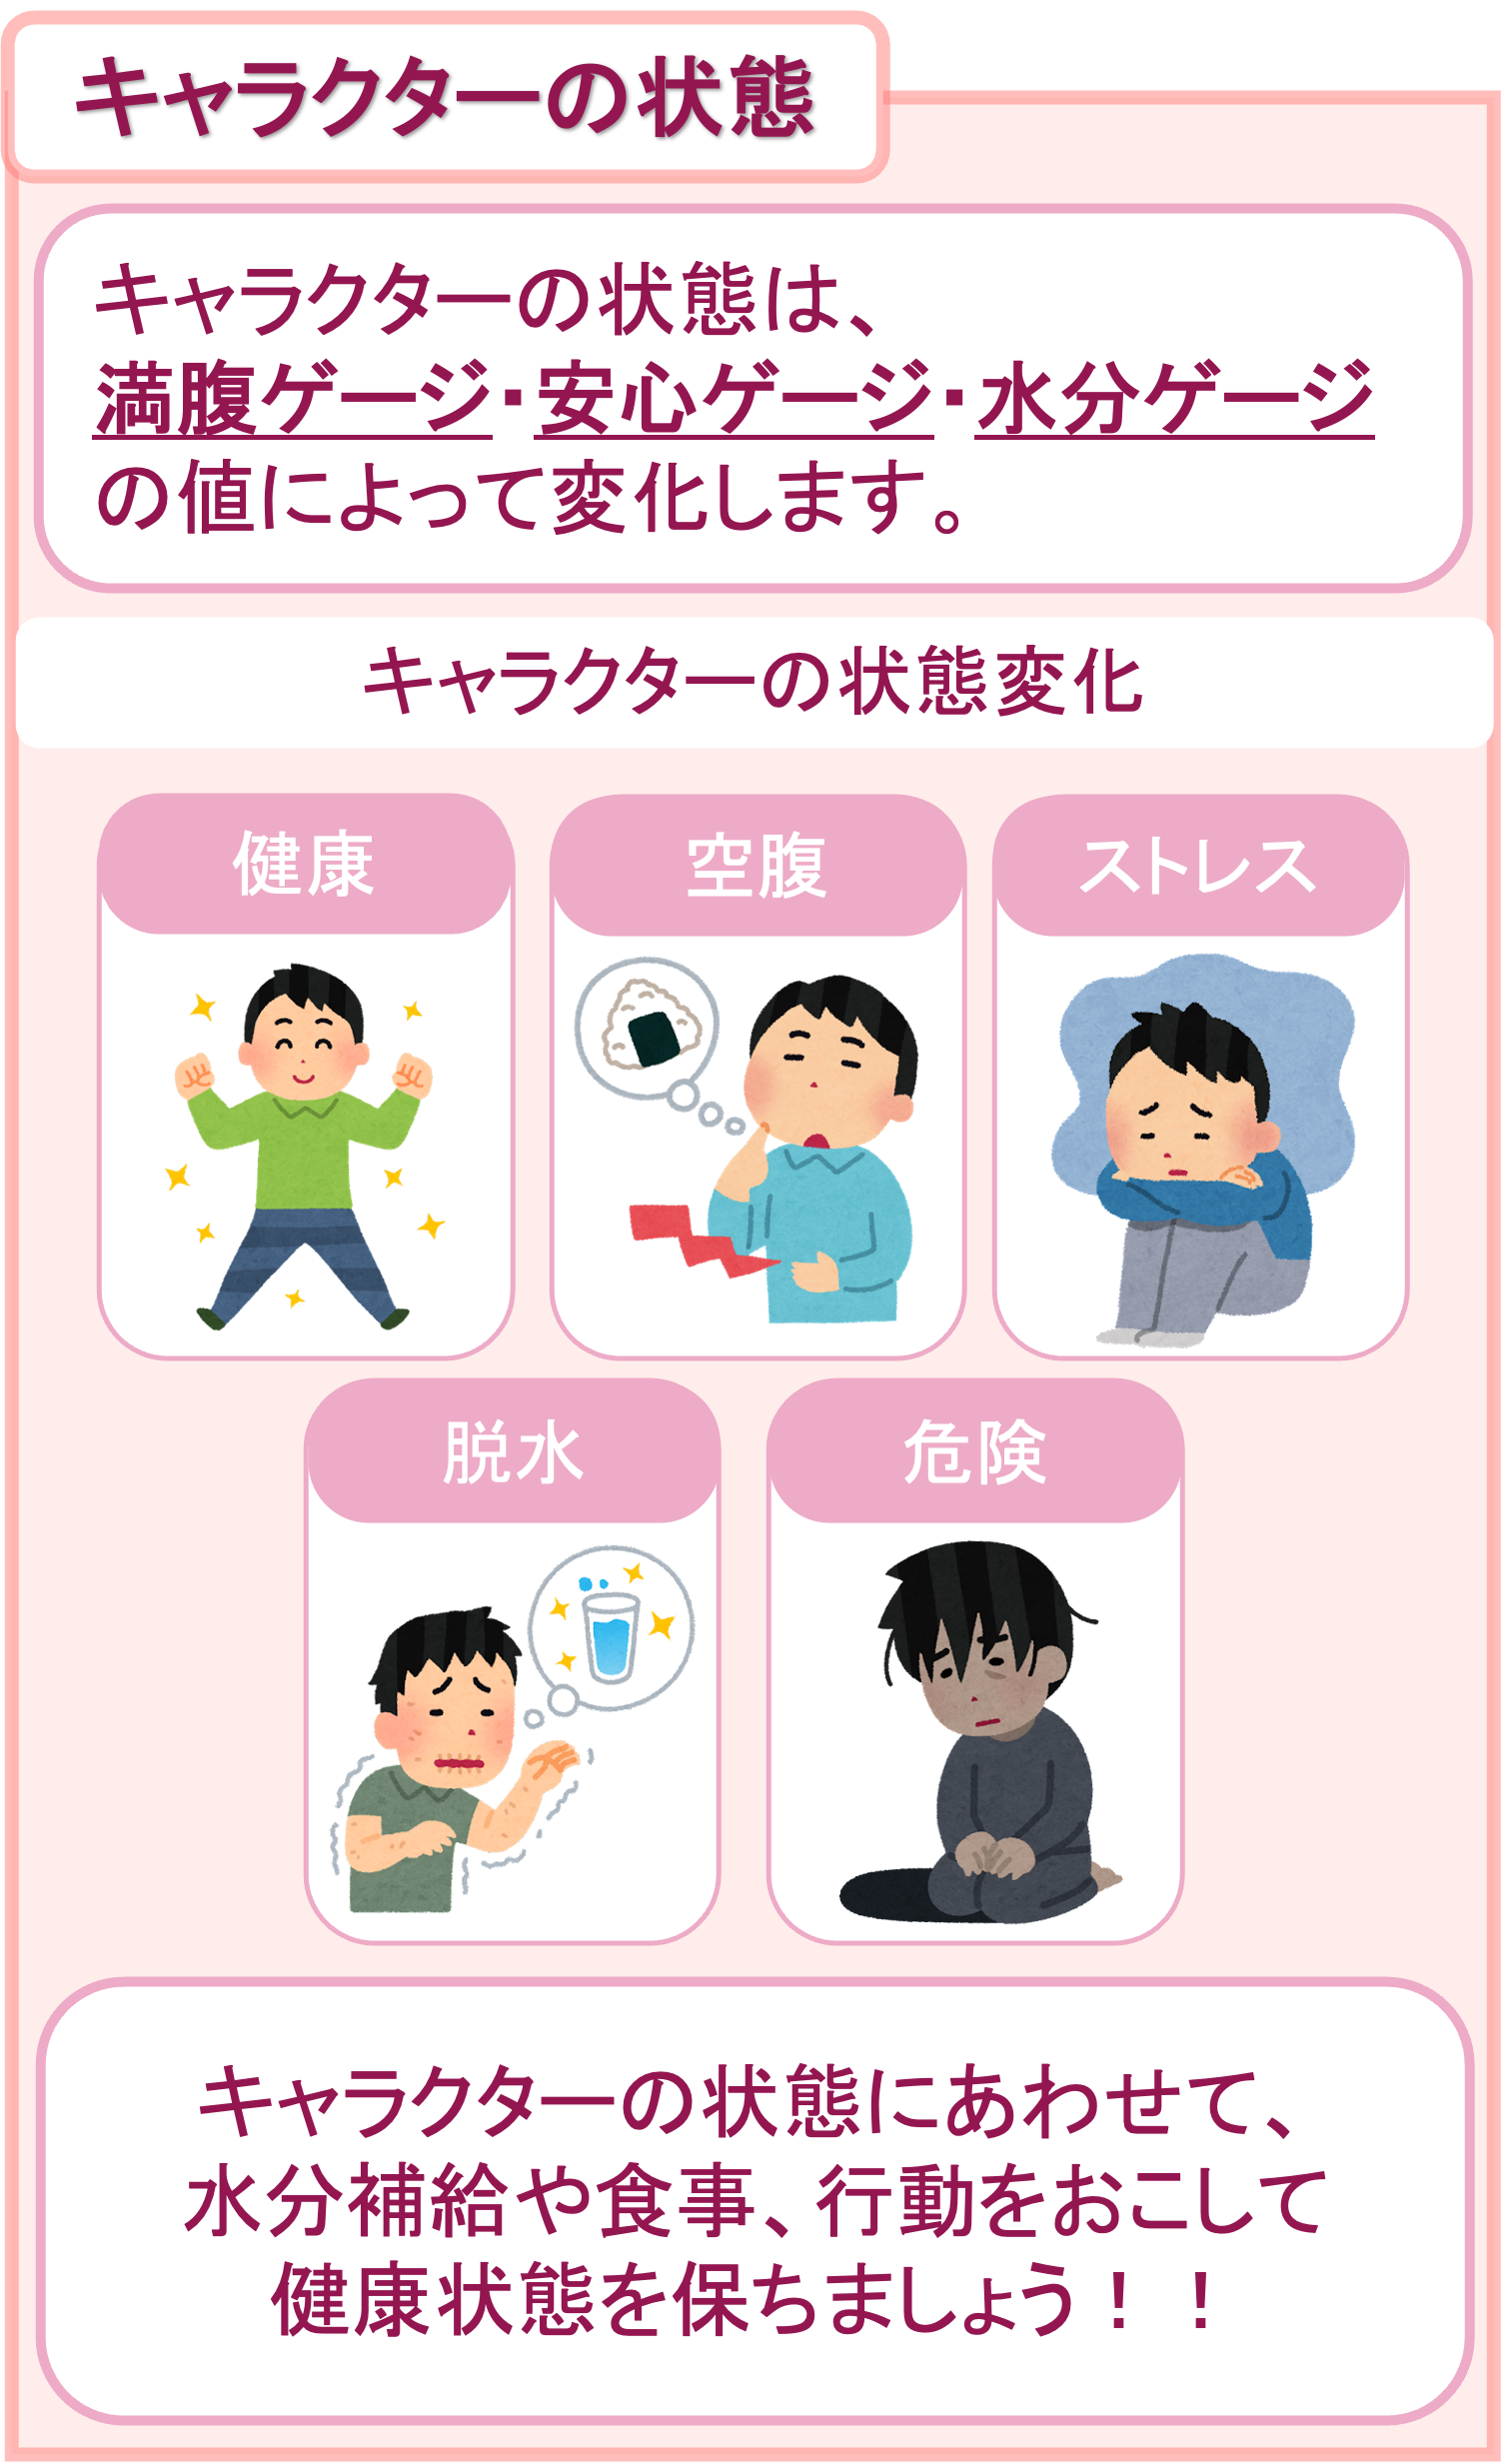 キャラクターの状態
キャラクターの状態は、
満腹ゲージ・安心ゲージ・水分ゲージ
の値によって変化します。
キャラクターの状態変化
健康
空腹
ストレス
脱水
危険
キャラクターの状態にあわせて、
水分補給や食事、行動をおこして
健康状態を保ちましょう！！